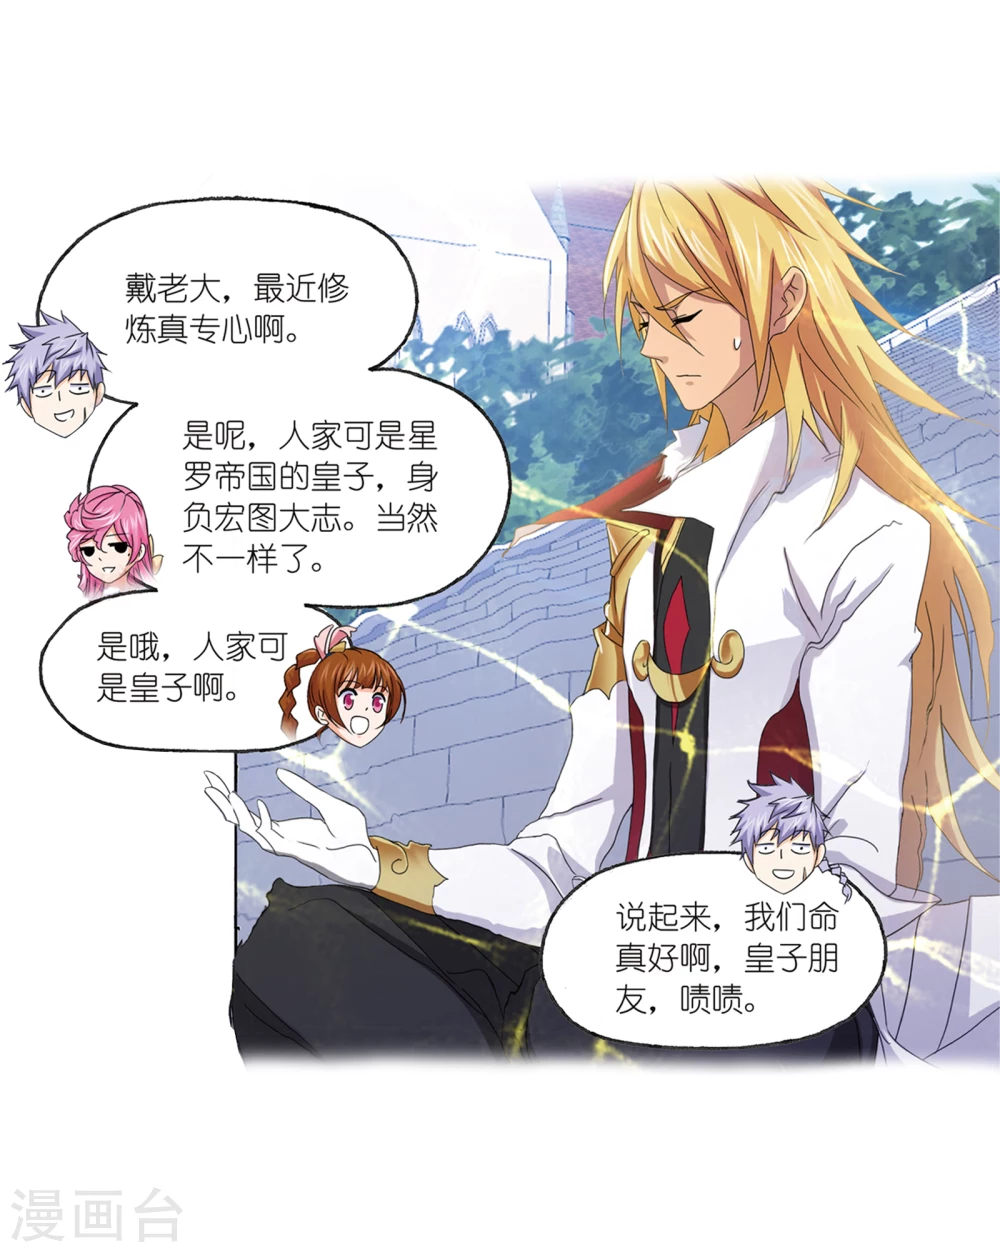 戴老大，最近修
炼真专心啊。
是呢，人家可是星
罗帝国的皇子，身
负宏图大志。当然
不一样了。
是哦，人家可
是皇子啊。
说起来，我们命
真好啊，皇子朋
友，啧啧。
漫画台